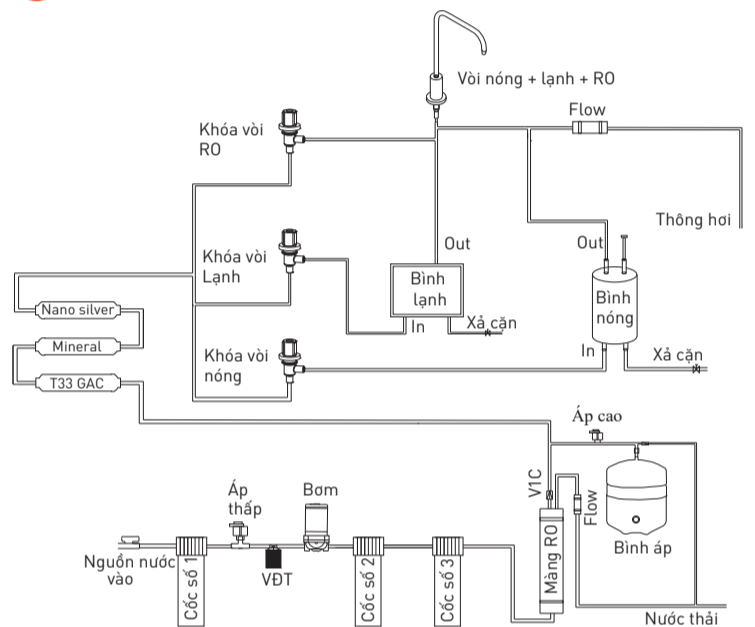 Vòi nóng + lạnh + RO
Flow
Khóa vòi
RO
Thông hơi
Khóa vòi
Lạnh
Out
Out
Bình
lạnh
Bình
nóng
In
Xả cặn
Nano silver
Mineral
T33 GAC
Khóa vòi
nóng
In
Xả cặn
Áp cao
V1C
Flow
Áp
thấp
Bơm
Màng RO
Bình áp
Nguồn nước
vào
Cốc số 1
VĐT
Cốc số 2
Cốc số 3
Nước thải